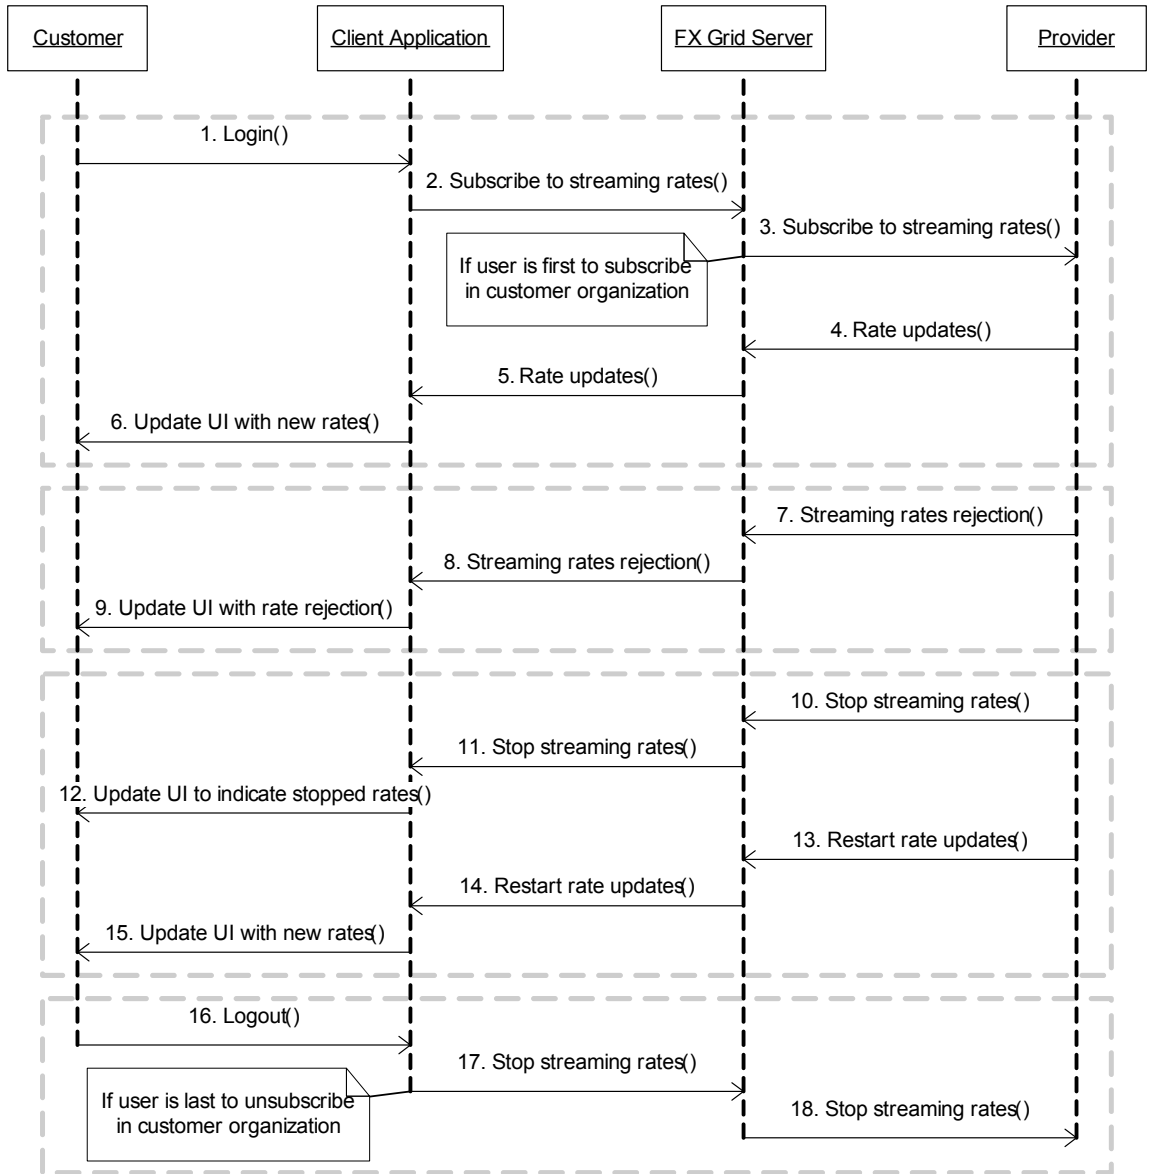 Customer
Client Application
FX Grid Server
Provider
1. Login()
2. Subscribe to streaming rates()
3. Subscribe to streaming rates()
If user is first to subscribe
in customer organization
4. Rate updates()
5. Rate updates()
6. Update UI with new rates()
7. Streaming rates rejection()
8. Streaming rates rejection()
9. Update UI with rate rejection()
10. Stop streaming rates()
11. Stop streaming rates()
12. Update UI to indicate stopped rates()
13. Restart rate updates()
14. Restart rate updates()
15. Update UI with new rates()
16. Logout()
17. Stop streaming rates()
If user is last to unsubscribe
in customer organization
18. Stop streaming rates()